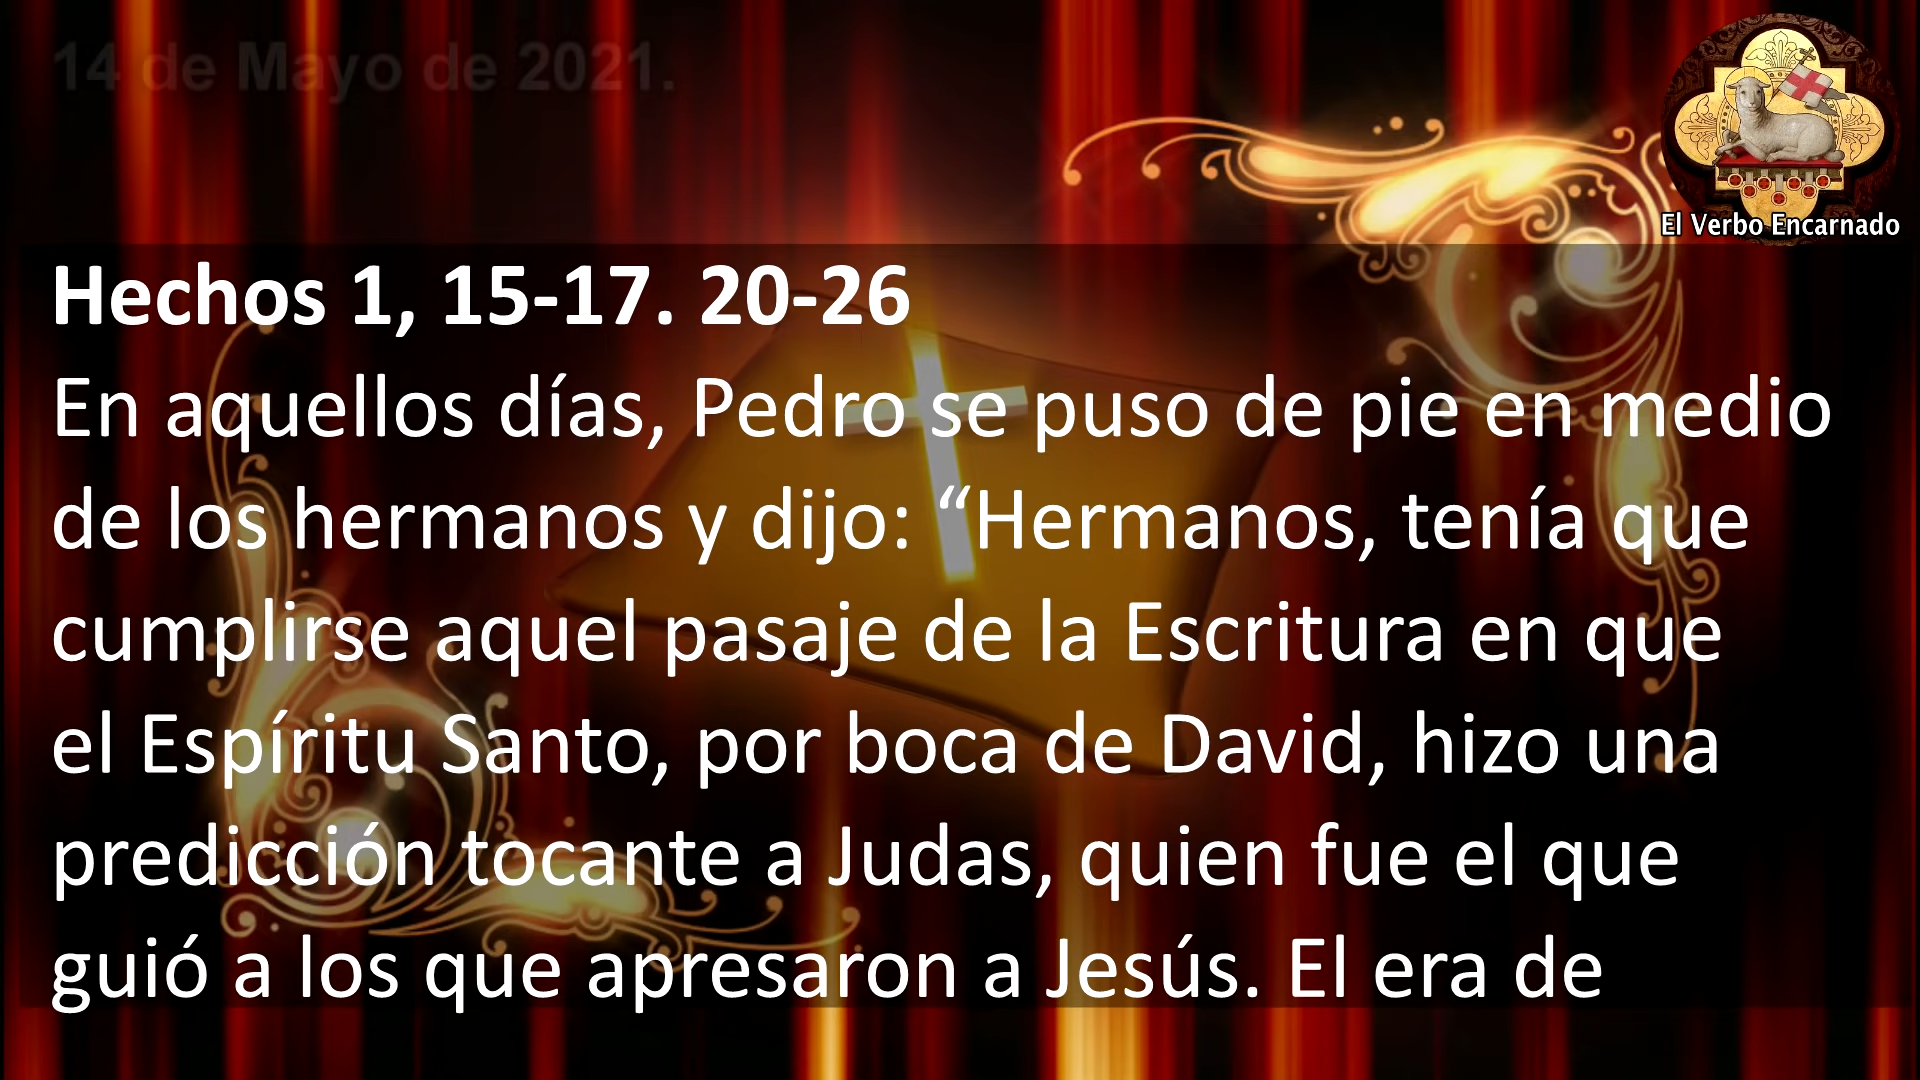 14 de Mayo de 2021.
El Verbo Encarnado
Hechos 1, 15-17. 20-26
En aquellos días, Pedro se puso de pie en medio
de los hermanos y dijo: “Hermanos, tenía que
cumplirse aquel pasaje de la Escritura en que
el Espíritu Santo, por boca de David, hizo una
predicción tocante a Judas, quien fue el que
guió a los que apresaron a Jesús. El era de